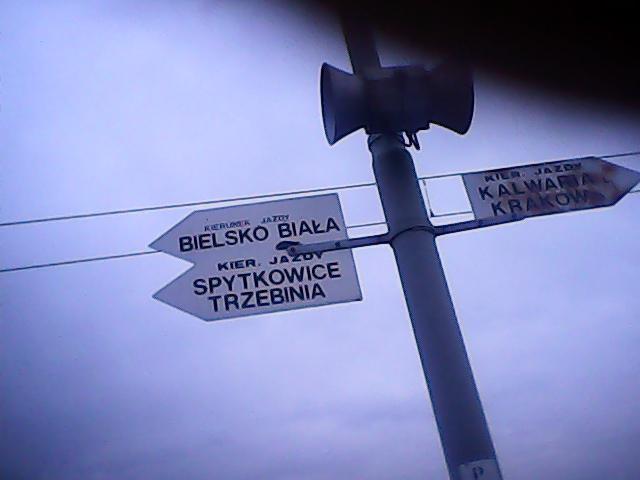 KIERUNEK JAZDY
BIELSKO BIAŁA
KIER. JAZDY
SPYTKOWICE
TRZEBINIA
KIER. JAZDY
KALWARIA
KRAKÓW
P